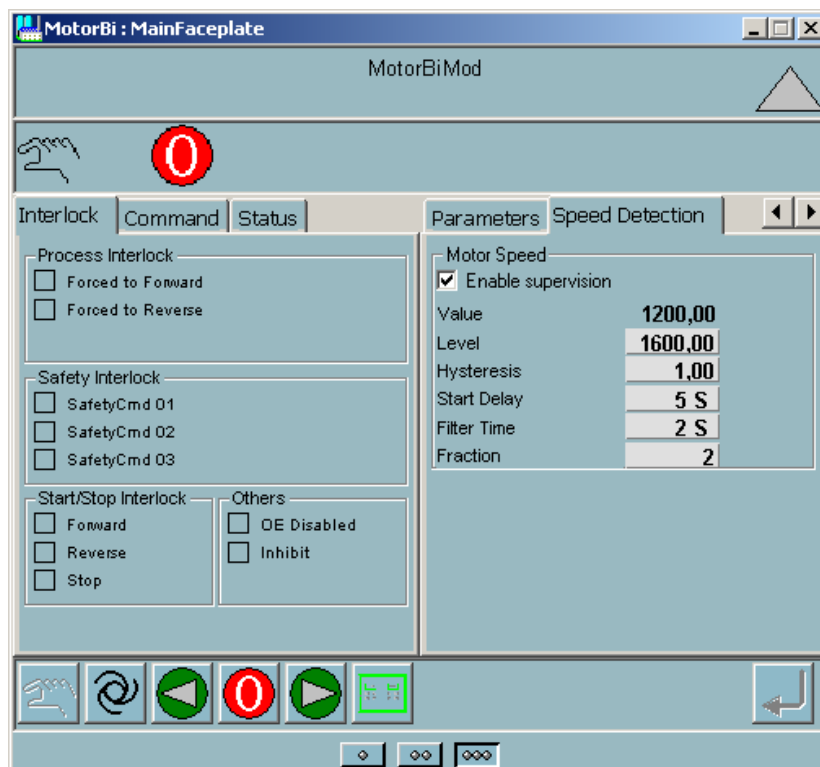 MotorBi : MainFaceplate
MotorBiMod
0
Interlock Command Status
Parameters Speed Detection
Process Interlock
Forced to Forward
Forced to Reverse
Safety Interlock
SafetyCmd 01
SafetyCmd 02
SafetyCmd 03
Start/Stop Interlock
Forward
Reverse
Stop
Others
OE Disabled
Inhibit
Motor Speed
Enable supervision
Value 1200,00
Level 1600,00
Hysteresis 1,00
Start Delay 5 S
Filter Time 2 S
Fraction 2
0